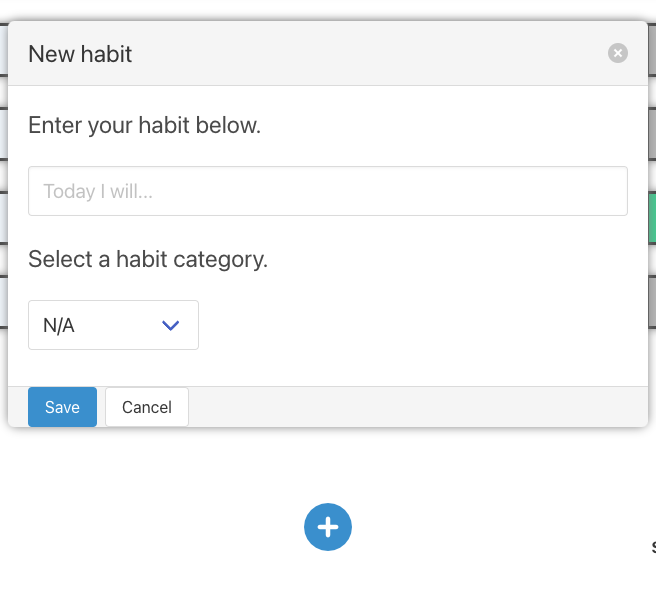 New habit
Enter your habit below.
Today I will...
Select a habit category.
N/A
Save
Cancel